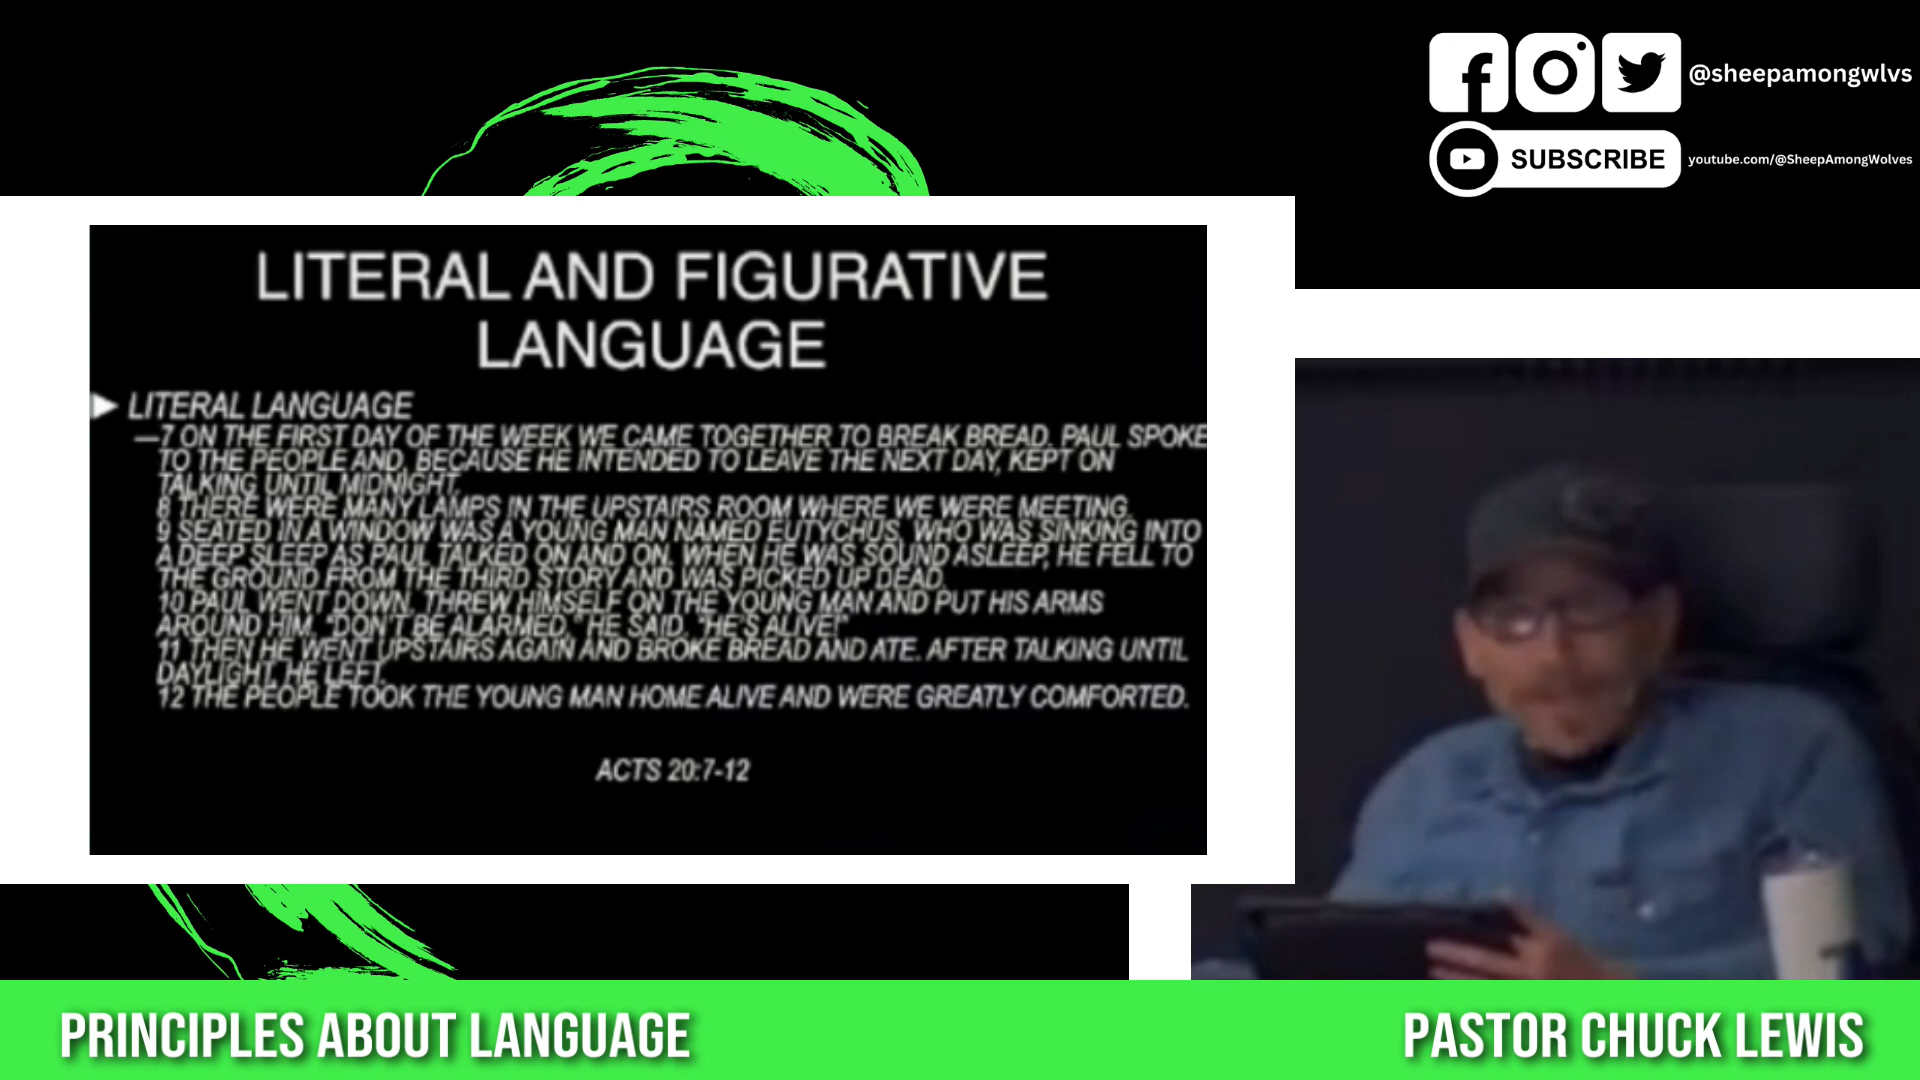 @sheepamongwlvs
SUBSCRIBE
youtube.com/@SheepAmongWolves
LITERAL AND FIGURATIVE
LANGUAGE
LITERAL LANGUAGE
—7 ON THE FIRST DAY OF THE WEEK WE CAME TOGETHER TO BREAK BREAD. PAUL SPOKE
TO THE PEOPLE AND, BECAUSE HE INTENDED TO LEAVE THE NEXT DAY, KEPT ON
TALKING UNTIL MIDNIGHT.
8 THERE WERE MANY LAMPS IN THE UPSTAIRS ROOM WHERE WE WERE MEETING.
9 SEATED IN A WINDOW WAS A YOUNG MAN NAMED EUTYCHUS, WHO WAS SINKING INTO
A DEEP SLEEP AS PAUL TALKED ON AND ON. WHEN HE WAS SOUND ASLEEP, HE FELL TO
THE GROUND FROM THE THIRD STORY AND WAS PICKED UP DEAD.
10 PAUL WENT DOWN, THREW HIMSELF ON THE YOUNG MAN AND PUT HIS ARMS
AROUND HIM. "DON'T BE ALARMED," HE SAID. "HE'S ALIVE!"
11 THEN HE WENT UPSTAIRS AGAIN AND BROKE BREAD AND ATE. AFTER TALKING UNTIL
DAYLIGHT, HE LEFT.
12 THE PEOPLE TOOK THE YOUNG MAN HOME ALIVE AND WERE GREATLY COMFORTED.
ACTS 20:7-12
PRINCIPLES ABOUT LANGUAGE
PASTOR CHUCK LEWIS